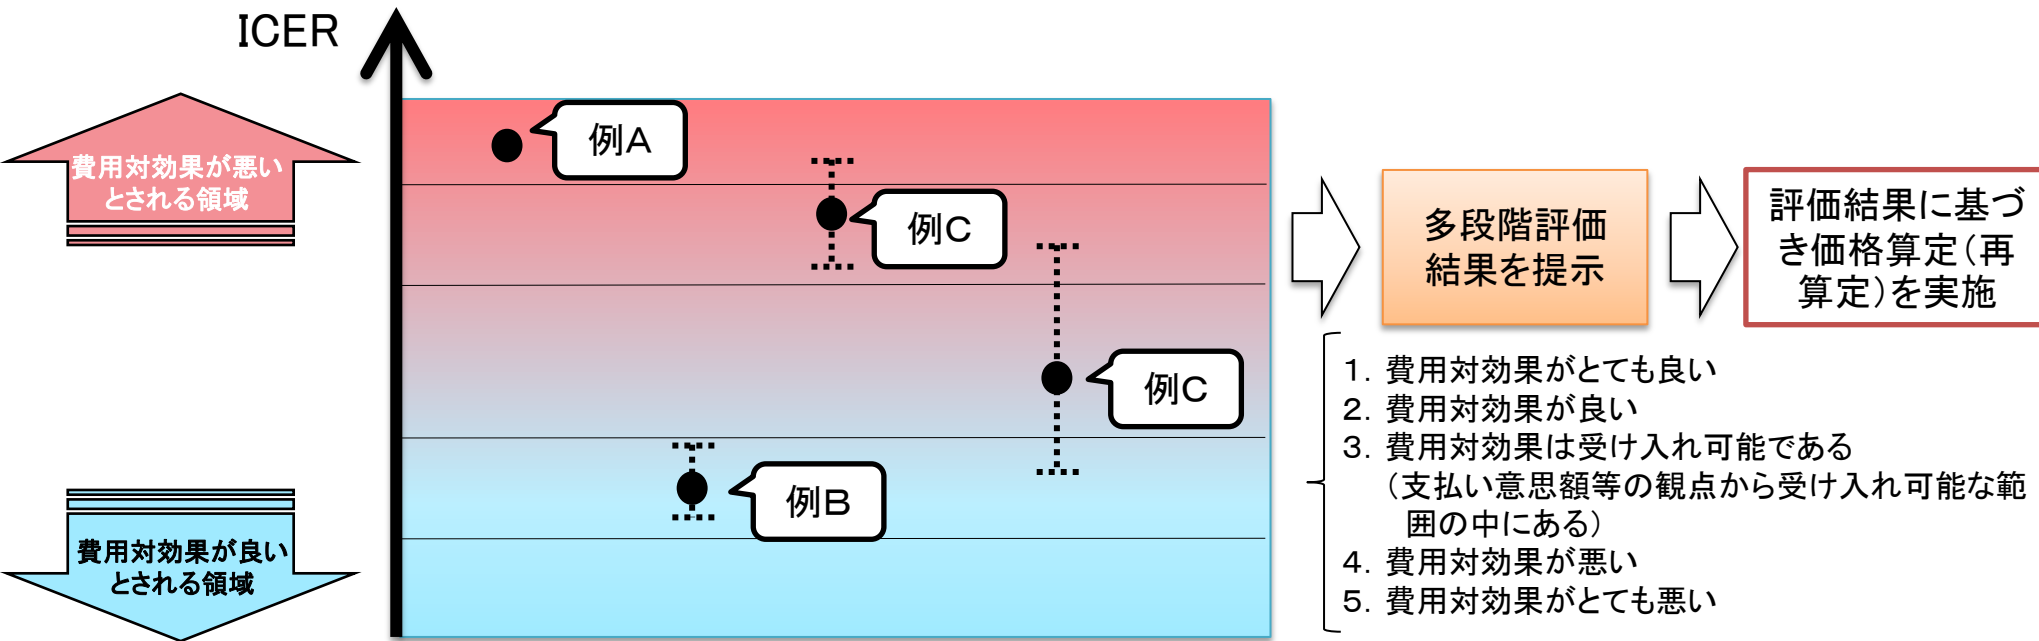 ICER
費用対効果が悪い
とされる領域
費用対効果が良い
とされる領域
例A
例C
例C
例B
多段階評価
結果を提示
評価結果に基づ
き価格算定(再
算定)を実施
1. 費用対効果がとても良い
2. 費用対効果が良い
3. 費用対効果は受け入れ可能である
(支払い意思額等の観点から受け入れ可能な範
囲の中にある)
4. 費用対効果が悪い
5. 費用対効果がとても悪い